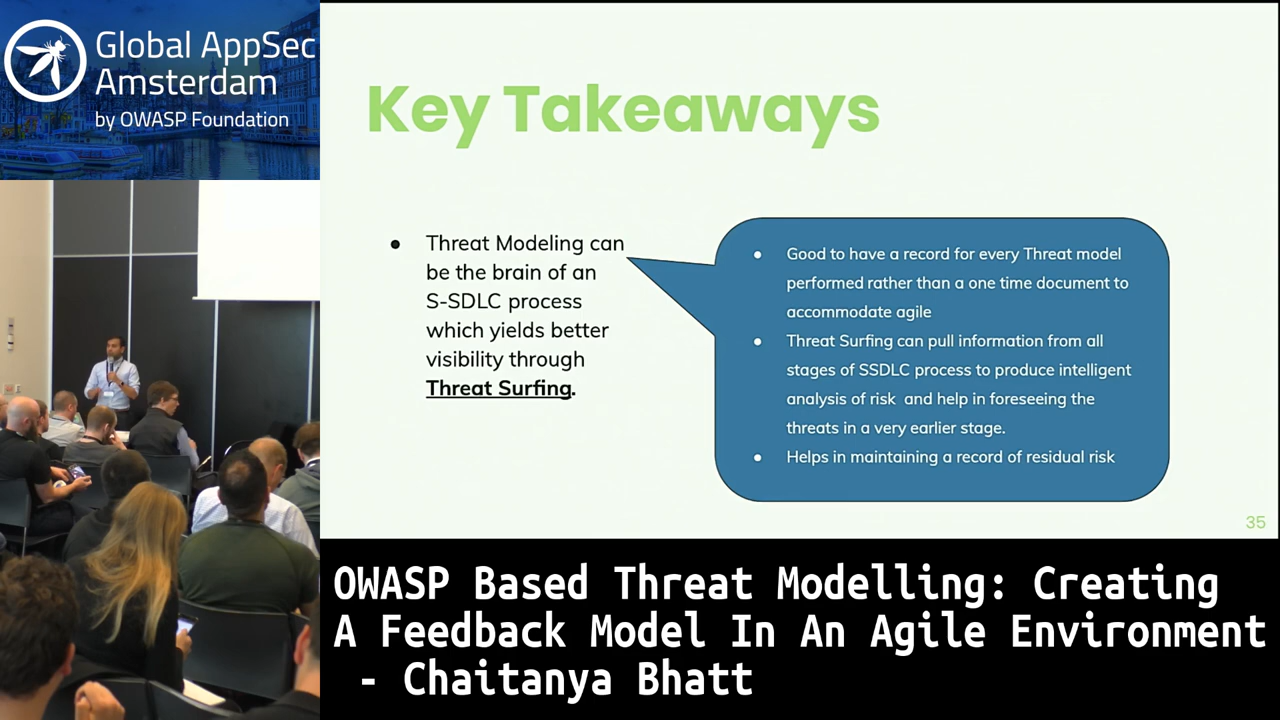 Global AppSec
Amsterdam
by OWASP Foundation
Key Takeaways
● Threat Modeling can
be the brain of an
S-SDLC process
which yields better
visibility through
Threat Surfing.
● Good to have a record for every Threat model
performed rather than a one time document to
accommodate agile
● Threat Surfing can pull information from all
stages of SSDLC process to produce intelligent
analysis of risk and help in foreseeing the
threats in a very earlier stage.
● Helps in maintaining a record of residual risk
35
OWASP Based Threat Modelling: Creating
A Feedback Model In An Agile Environment
- Chaitanya Bhatt